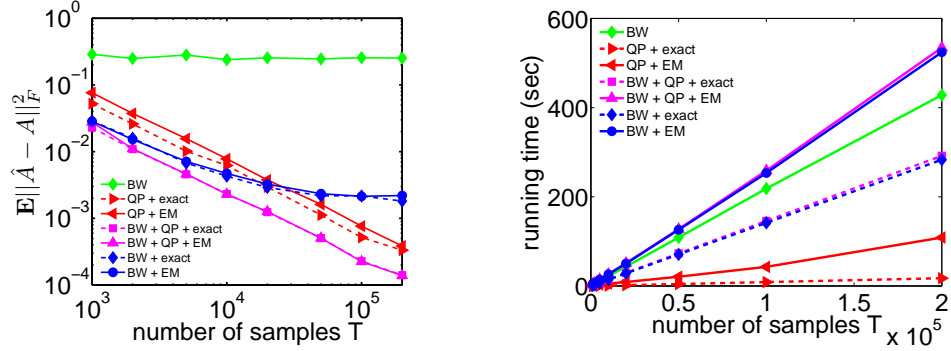 10^0
10^{-1}
10^{-2}
10^{-3}
10^{-4}
E||Â − A||²_F
BW
QP + exact
QP + EM
BW + QP + exact
BW + QP + EM
BW + exact
BW + EM
10^3
10^4
10^5
number of samples T
600
400
200
0
running time (sec)
BW
QP + exact
QP + EM
BW + QP + exact
BW + QP + EM
BW + exact
BW + EM
0
0.5
1
1.5
2
number of samples T
x 10^5